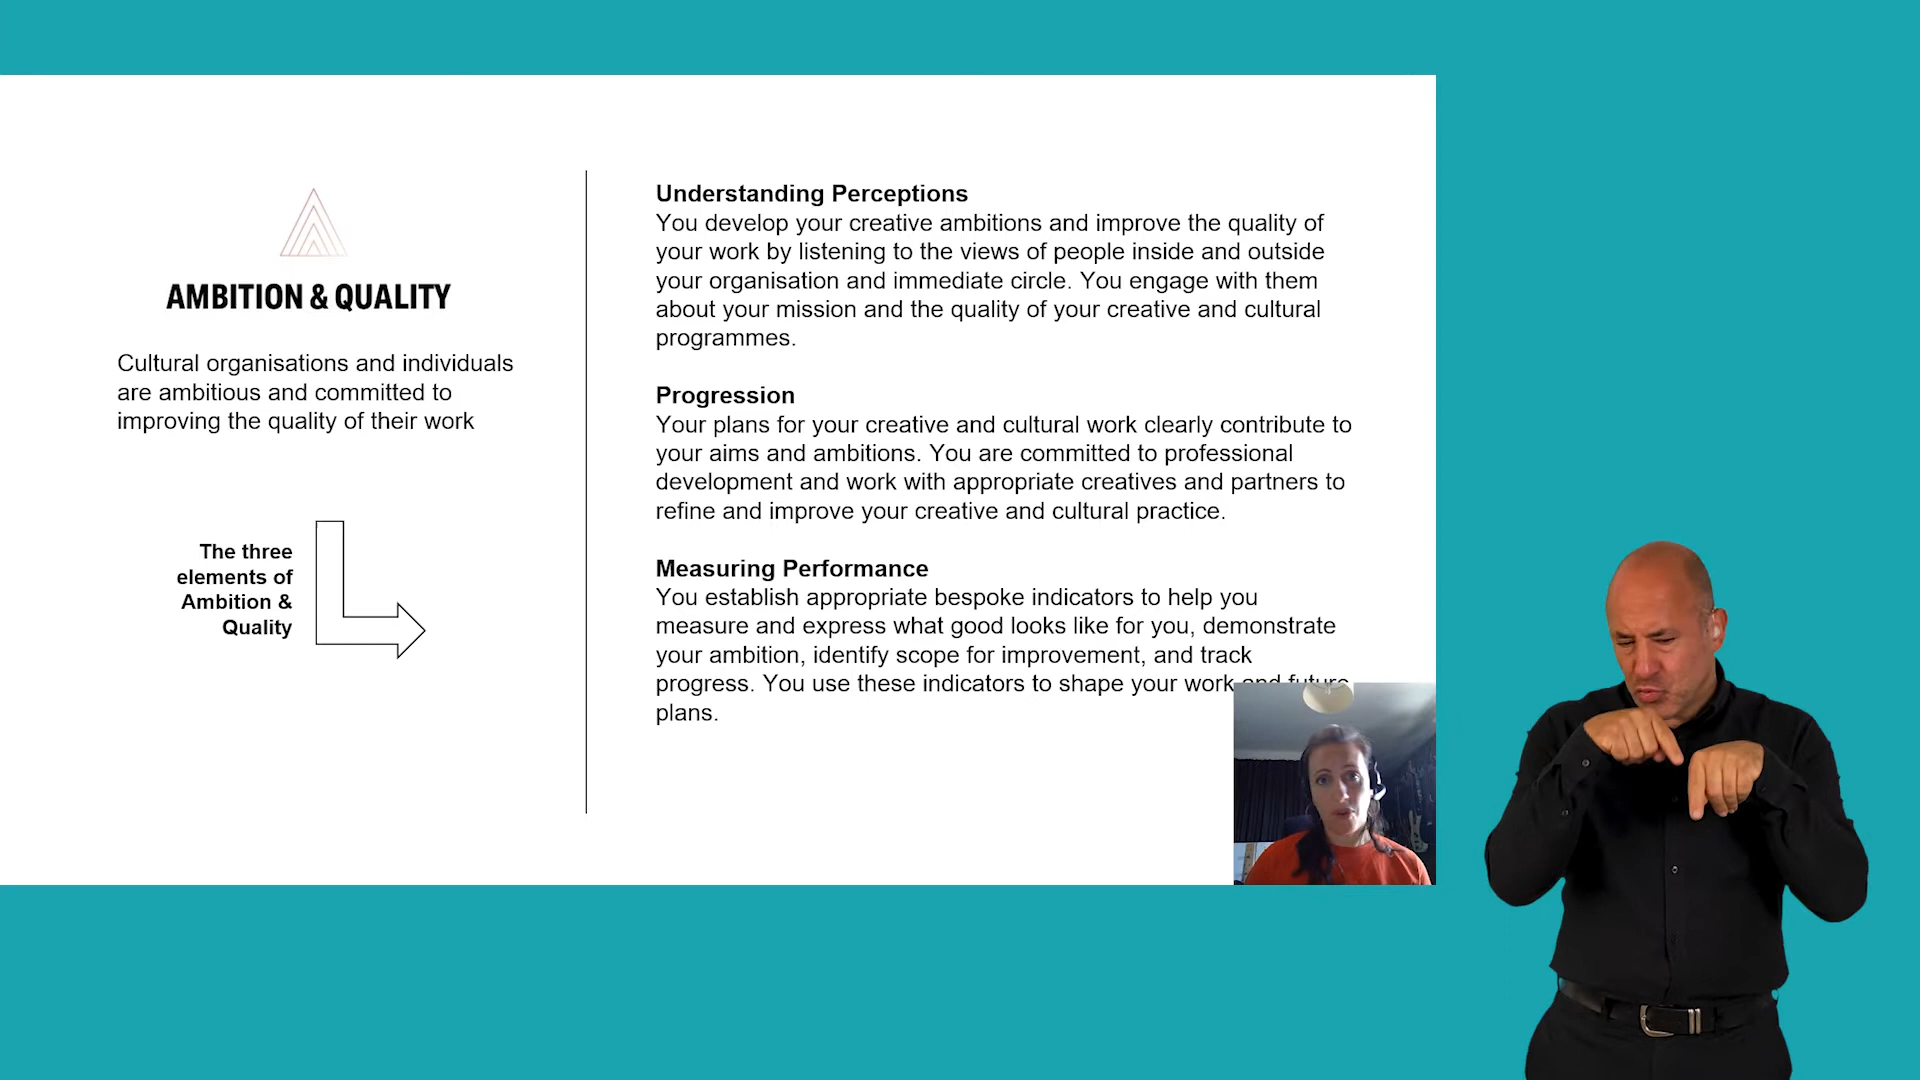 AMBITION & QUALITY
Cultural organisations and individuals
are ambitious and committed to
improving the quality of their work
The three
elements of
Ambition &
Quality
Understanding Perceptions
You develop your creative ambitions and improve the quality of
your work by listening to the views of people inside and outside
your organisation and immediate circle. You engage with them
about your mission and the quality of your creative and cultural
programmes.
Progression
Your plans for your creative and cultural work clearly contribute to
your aims and ambitions. You are committed to professional
development and work with appropriate creatives and partners to
refine and improve your creative and cultural practice.
Measuring Performance
You establish appropriate bespoke indicators to help you
measure and express what good looks like for you, demonstrate
your ambition, identify scope for improvement, and track
progress. You use these indicators to shape your work and future
plans.